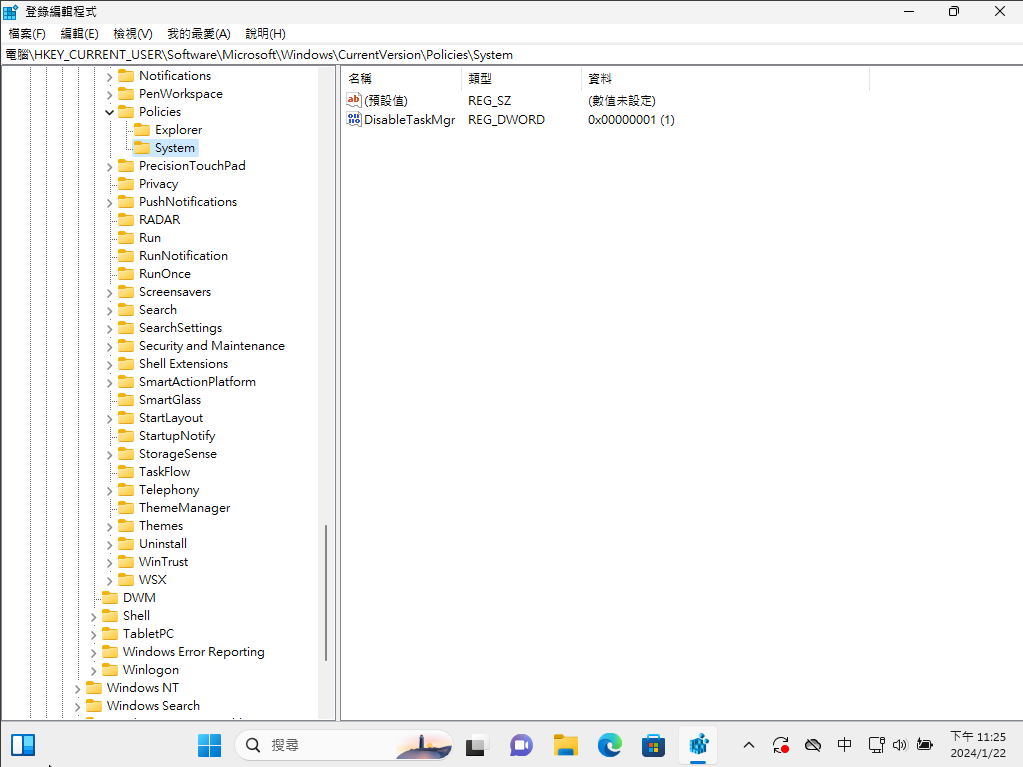 登錄編輯程式
檔案(F) 編輯(E) 檢視(V) 我的最愛(A) 說明(H)
電腦\HKEY_CURRENT_USER\Software\Microsoft\Windows\CurrentVersion\Policies\System
Notifications
PenWorkspace
Policies
Explorer
System
PrecisionTouchPad
Privacy
PushNotifications
RADAR
Run
RunNotification
RunOnce
Screensavers
Search
SearchSettings
Security and Maintenance
Shell Extensions
SmartActionPlatform
SmartGlass
StartLayout
StartupNotify
StorageSense
TaskFlow
Telephony
ThemeManager
Themes
Uninstall
WinTrust
WSX
DWM
Shell
TabletPC
Windows Error Reporting
Winlogon
Windows NT
Windows Search
名稱 類型 資料
ab (預設值) REG_SZ (數值未設定)
DisableTaskMgr REG_DWORD 0x00000001 (1)
搜尋
中
下午 11:25
2024/1/22